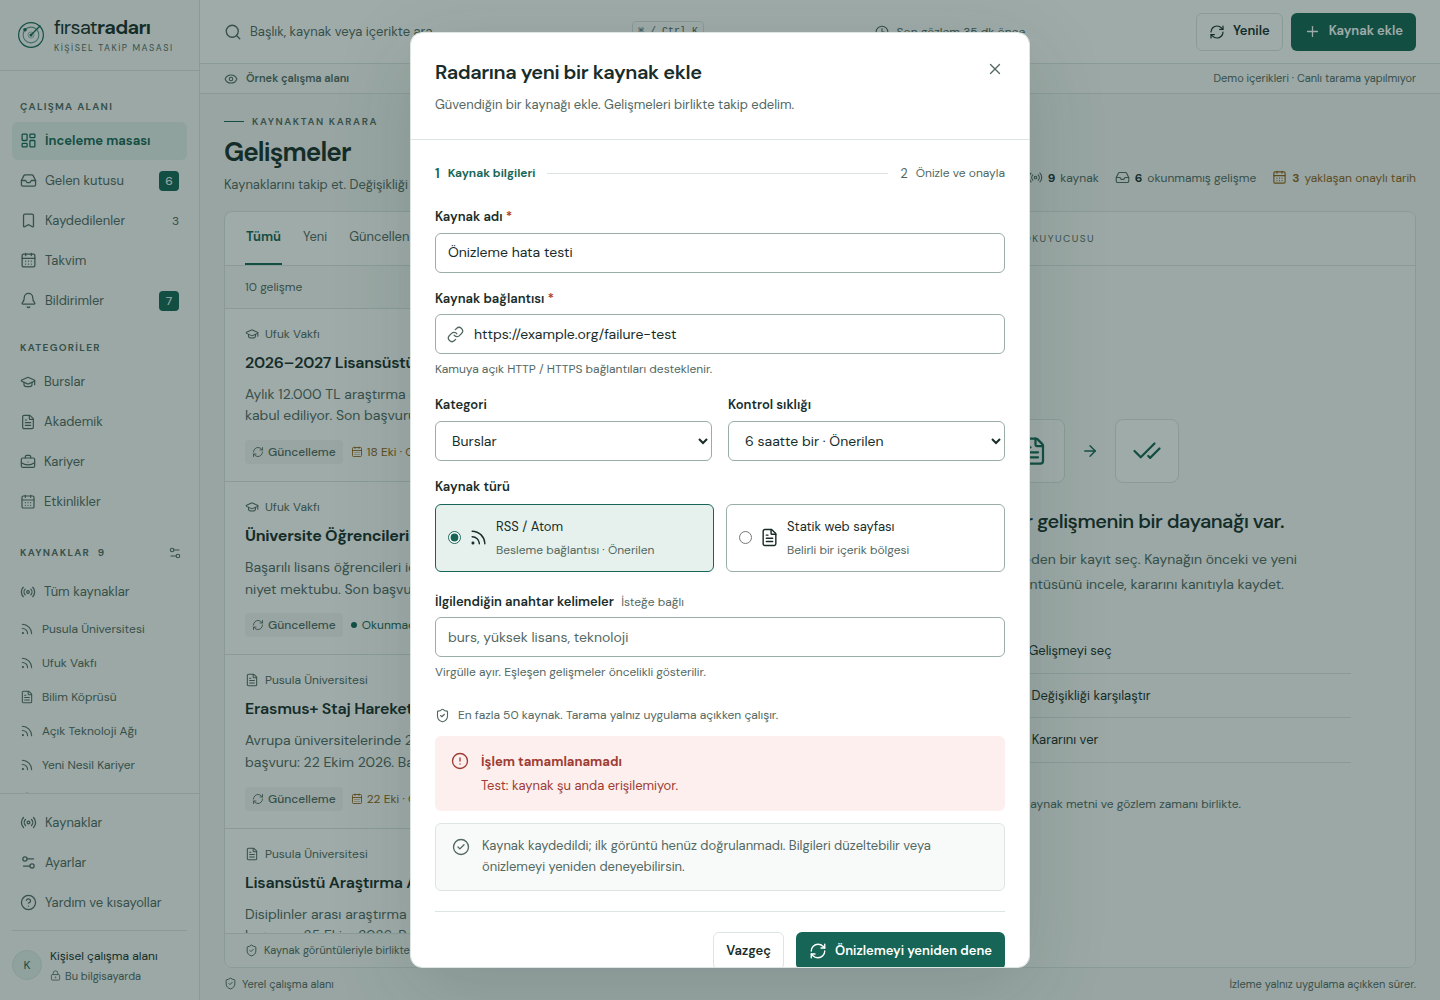 fırsatradarı
KİŞİSEL TAKİP MASASI
ÇALIŞMA ALANI
İnceleme masası
Gelen kutusu 6
Kaydedilenler 3
Takvim
Bildirimler 7
KATEGORİLER
Burslar
Akademik
Kariyer
Etkinlikler
KAYNAKLAR 9
Tüm kaynaklar
Pusula Üniversitesi
Ufuk Vakfı
Bilim Köprüsü
Açık Teknoloji Ağı
Yeni Nesil Kariyer
Kaynaklar
Ayarlar
Yardım ve kısayollar
K
Kişisel çalışma alanı
Bu bilgisayarda
Başlık, kaynak veya içerikte ara
⌘ / Ctrl K
Son gözlem 35 dk önce
Yenile
Kaynak ekle
Örnek çalışma alanı
Demo içerikleri · Canlı tarama yapılmıyor
KAYNAKTAN KARARA
Gelişmeler
Kaynaklarını takip et. Değişikliği
9 kaynak
6 okunmamış gelişme
3 yaklaşan onaylı tarih
Tümü Yeni Güncellen
10 gelişme
Ufuk Vakfı
2026–2027 Lisansüstü
Aylık 12.000 TL araştırma
kabul ediliyor. Son başvuru
Güncelleme 18 Eki ·
Ufuk Vakfı
Üniversite Öğrencileri
Başarılı lisans öğrencileri
niyet mektubu. Son başvu
Güncelleme Okunma
Pusula Üniversitesi
Erasmus+ Staj Hareket
Avrupa üniversitelerinde 2
başvuru: 22 Ekim 2026.
Güncelleme 22 Eki ·
Pusula Üniversitesi
Lisansüstü Araştırma
Disiplinler arası araştırma
Kaynak görüntüleriyle birlikte
Yerel çalışma alanı
Radarına yeni bir kaynak ekle
Güvendiğin bir kaynağı ekle. Gelişmeleri birlikte takip edelim.
1 Kaynak bilgileri
2 Önizle ve onayla
Kaynak adı *
Önizleme hata testi
Kaynak bağlantısı *
https://example.org/failure-test
Kamuya açık HTTP / HTTPS bağlantıları desteklenir.
Kategori
Kontrol sıklığı
Burslar
6 saatte bir · Önerilen
Kaynak türü
RSS / Atom
Besleme bağlantısı · Önerilen
Statik web sayfası
Belirli bir içerik bölgesi
İlgilendiğin anahtar kelimeler İsteğe bağlı
burs, yüksek lisans, teknoloji
Virgülle ayır. Eşleşen gelişmeler öncelikli gösterilir.
En fazla 50 kaynak. Tarama yalnız uygulama açıkken çalışır.
İşlem tamamlanamadı
Test: kaynak şu anda erişilemiyor.
Kaynak kaydedildi; ilk görüntü henüz doğrulanmadı. Bilgileri düzeltebilir veya
önizlemeyi yeniden deneyebilirsin.
Vazgeç
Önizlemeyi yeniden dene
KUYUCUSU
r gelişmenin bir dayanağı var.
den bir kayıt seç. Kaynağın önceki ve yeni
ntüsünü incele, kararını kanıtıyla kaydet.
Gelişmeyi seç
Değişikliği karşılaştır
Kararını ver
aynak metni ve gözlem zamanı birlikte.
İzleme yalnız uygulama açıkken sürer.